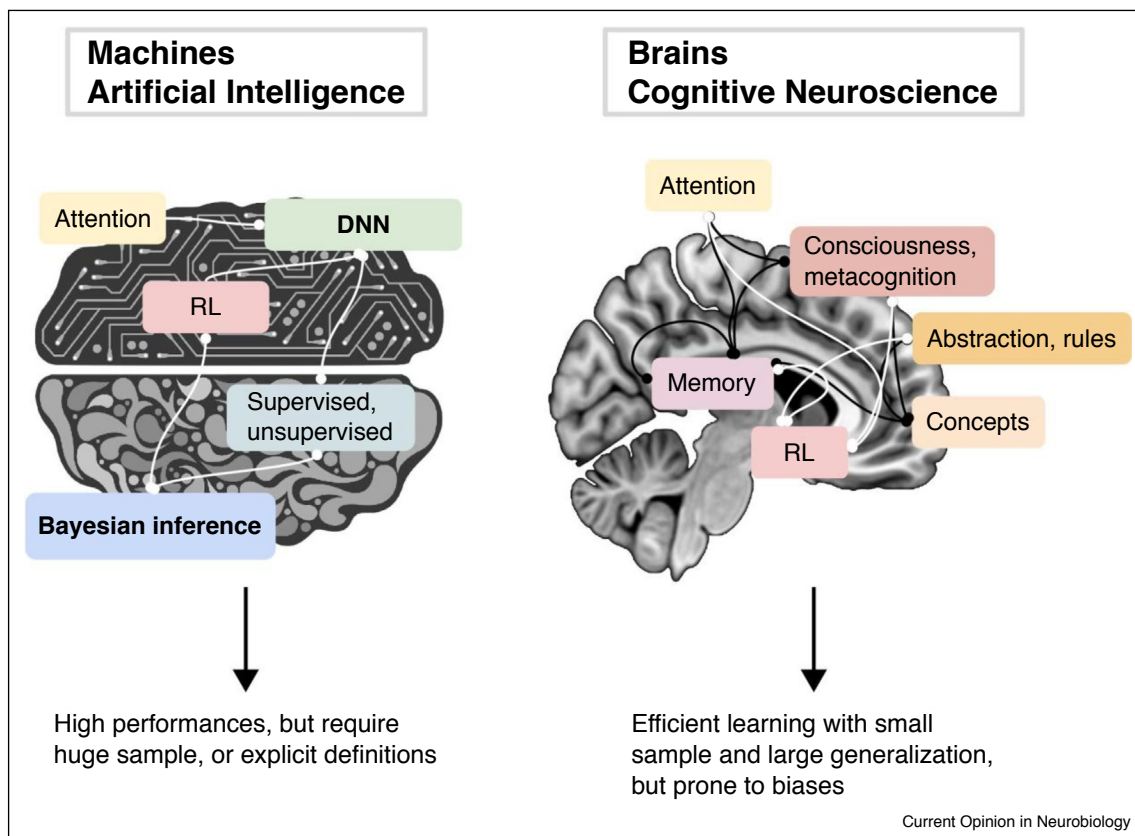 Machines
Artificial Intelligence
Attention
DNN
RL
Supervised,
unsupervised
Bayesian inference
High performances, but require
huge sample, or explicit definitions
Brains
Cognitive Neuroscience
Attention
Consciousness,
metacognition
Abstraction, rules
Memory
Concepts
RL
Efficient learning with small
sample and large generalization,
but prone to biases
Current Opinion in Neurobiology